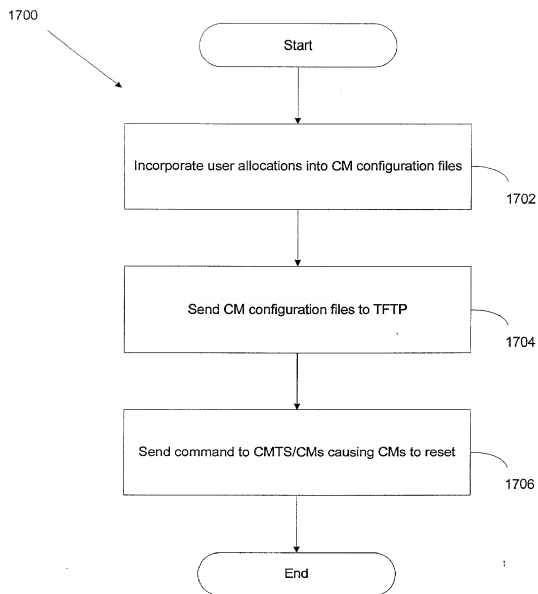 1700
Start
Incorporate user allocations into CM configuration files
1702
Send CM configuration files to TFTP
1704
Send command to CMTS/CMs causing CMs to reset
1706
End